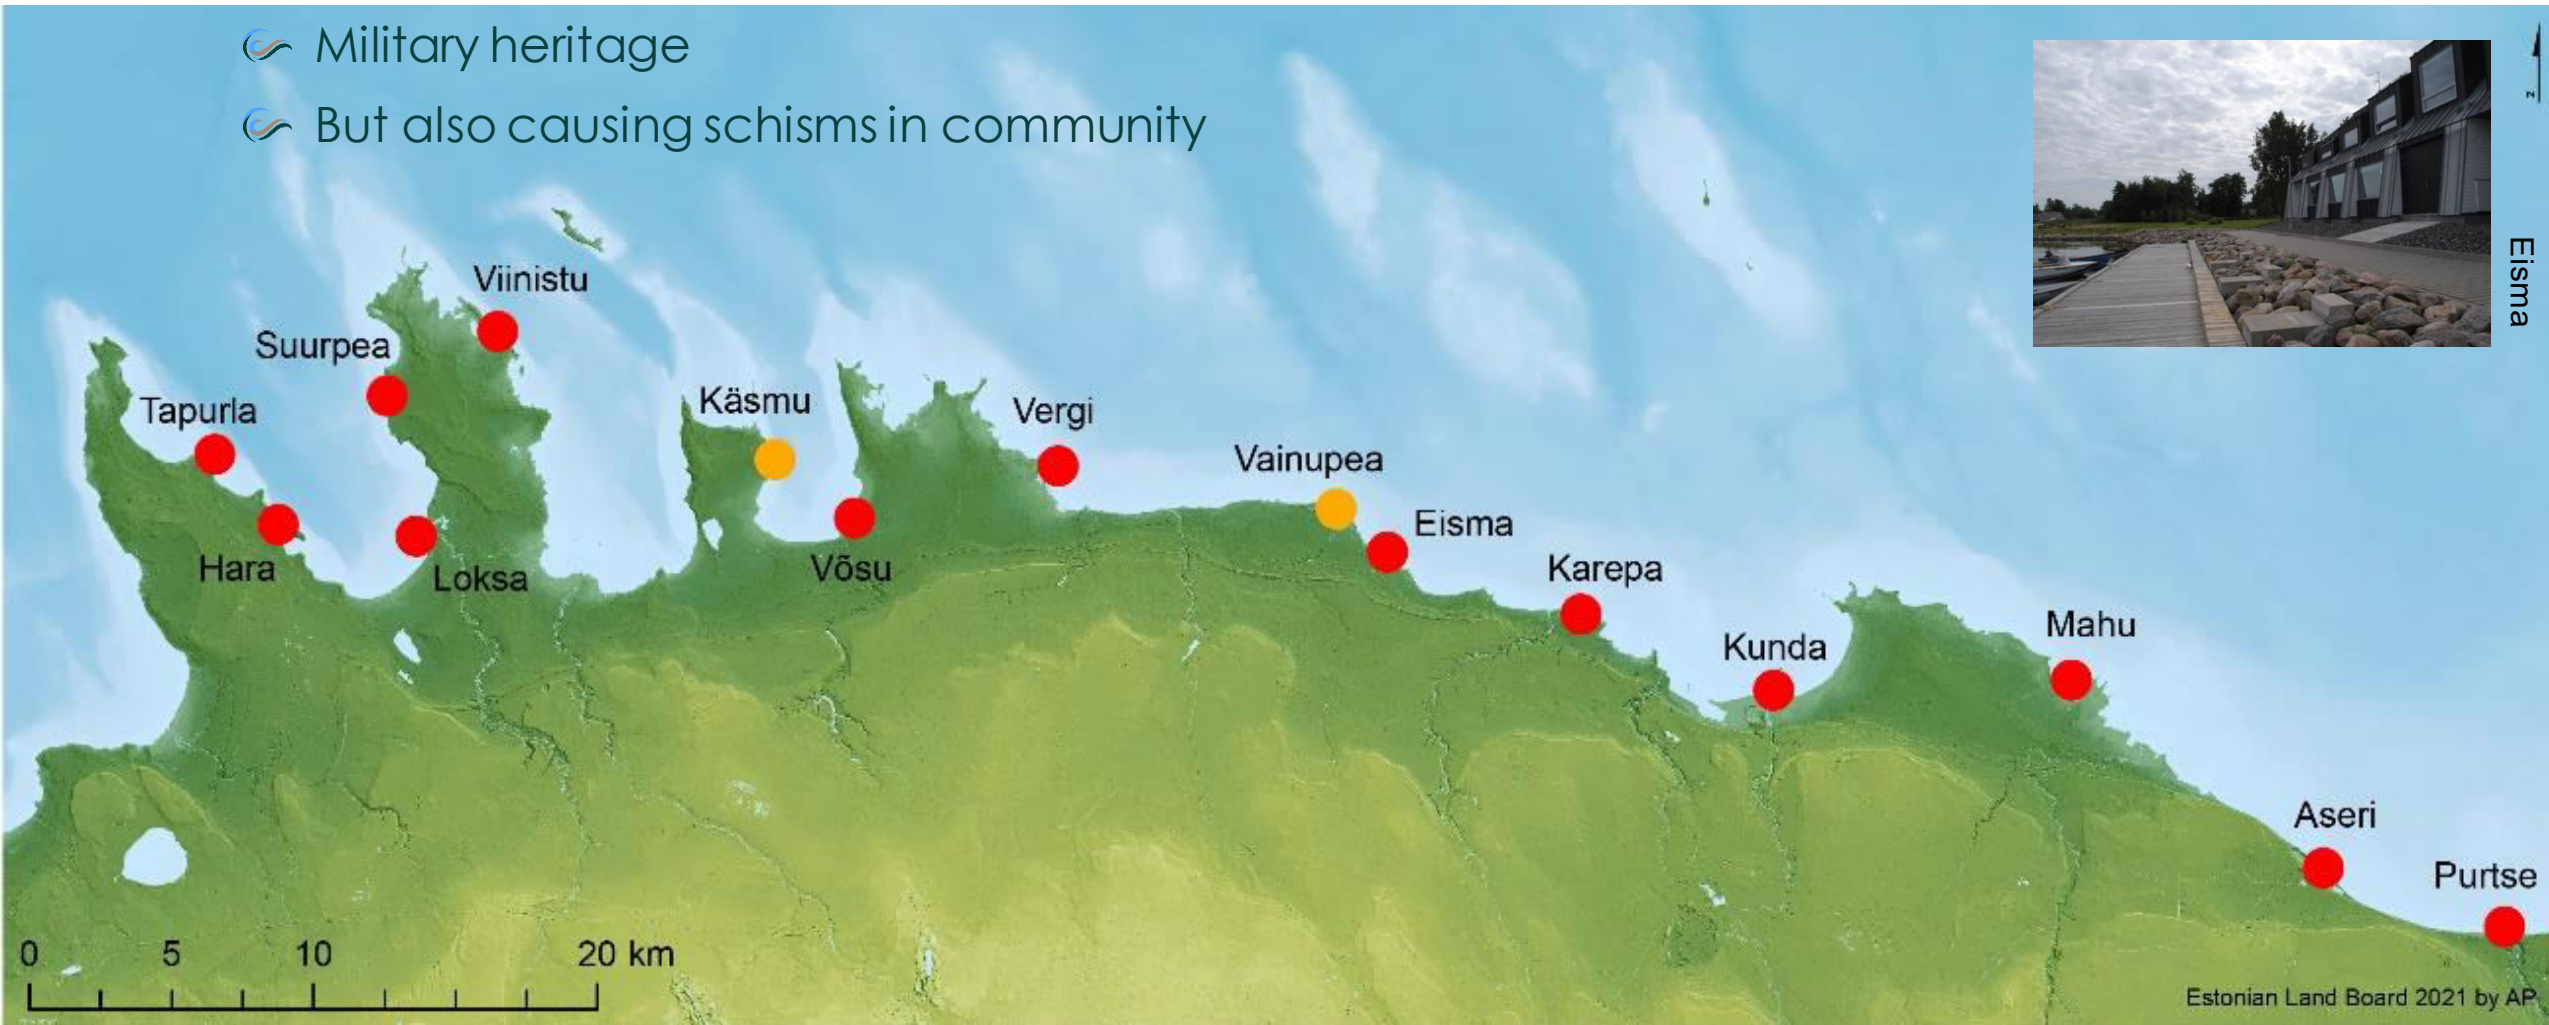 Military heritage
But also causing schisms in community
z
Eisma
Viinistu
Suurpea
Tapurla
Käsmu
Vergi
Vainupea
Eisma
Hara
Loksa
Võsu
Karepa
Kunda
Mahu
Aseri
Purtse
0 5 10 20 km
Estonian Land Board 2021 by AP